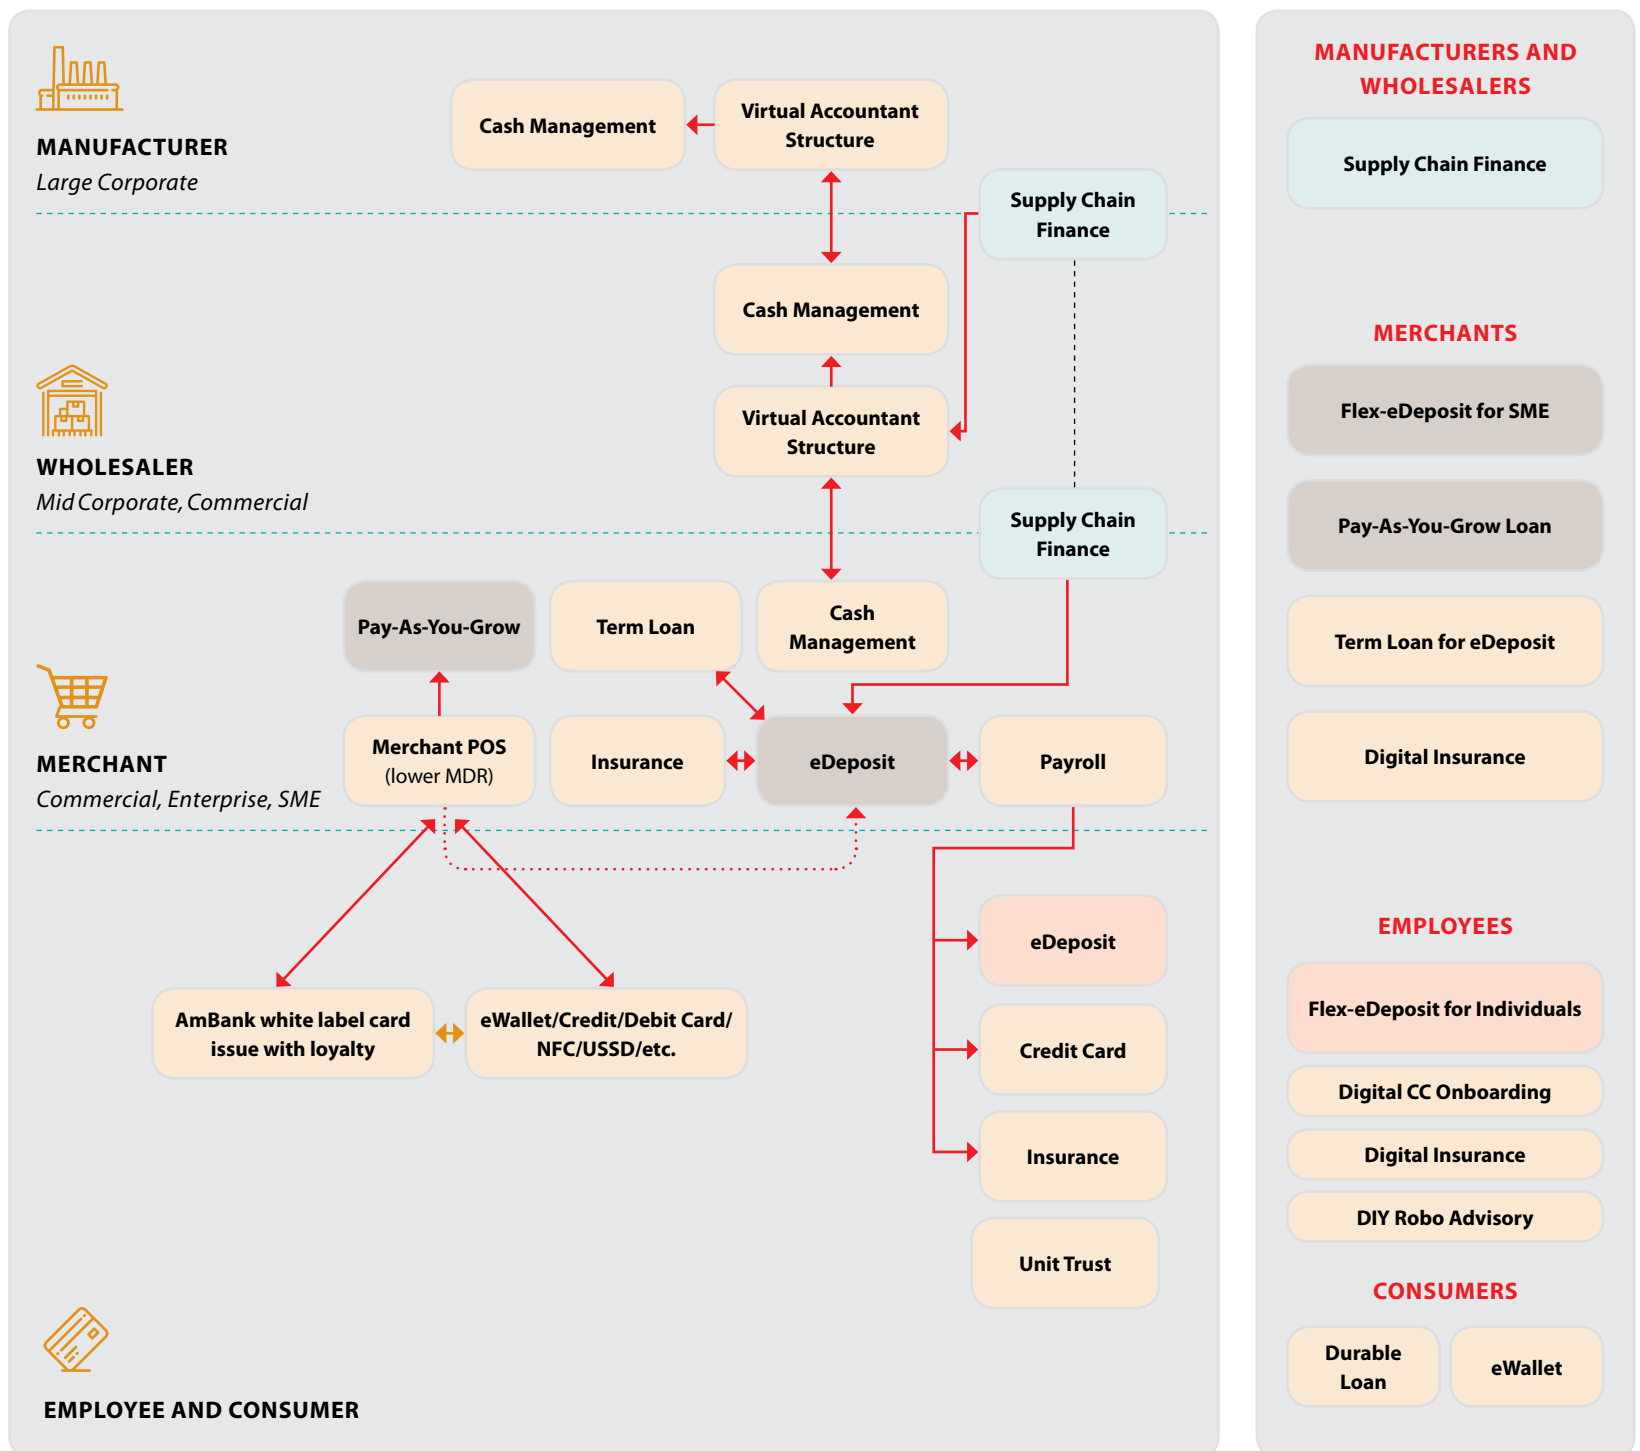 MANUFACTURER
Large Corporate
Cash Management
Virtual Accountant
Structure
Supply Chain
Finance
Cash Management
WHOLESALER
Mid Corporate, Commercial
Virtual Accountant
Structure
Supply Chain
Finance
Pay-As-You-Grow
Term Loan
Cash
Management
MERCHANT
Commercial, Enterprise, SME
Merchant POS
(lower MDR)
Insurance
eDeposit
Payroll
AmBank white label card
issue with loyalty
eWallet/Credit/Debit Card/
NFC/USSD/etc.
eDeposit
Credit Card
Insurance
Unit Trust
EMPLOYEE AND CONSUMER
MANUFACTURERS AND
WHOLESALERS
Supply Chain Finance
MERCHANTS
Flex-eDeposit for SME
Pay-As-You-Grow Loan
Term Loan for eDeposit
Digital Insurance
EMPLOYEES
Flex-eDeposit for Individuals
Digital CC Onboarding
Digital Insurance
DIY Robo Advisory
CONSUMERS
Durable
Loan
eWallet